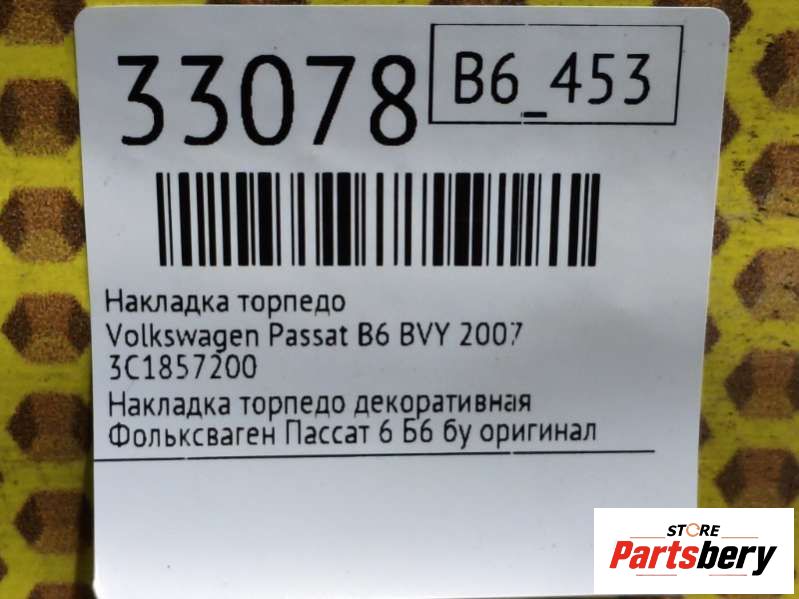 33078
B6_453
Накладка торпедо
Volkswagen Passat B6 BVY 2007
3C1857200
Накладка торпедо декоративная
Фольксваген Пассат 6 Б6 бу оригинал
STORE
Partsbery